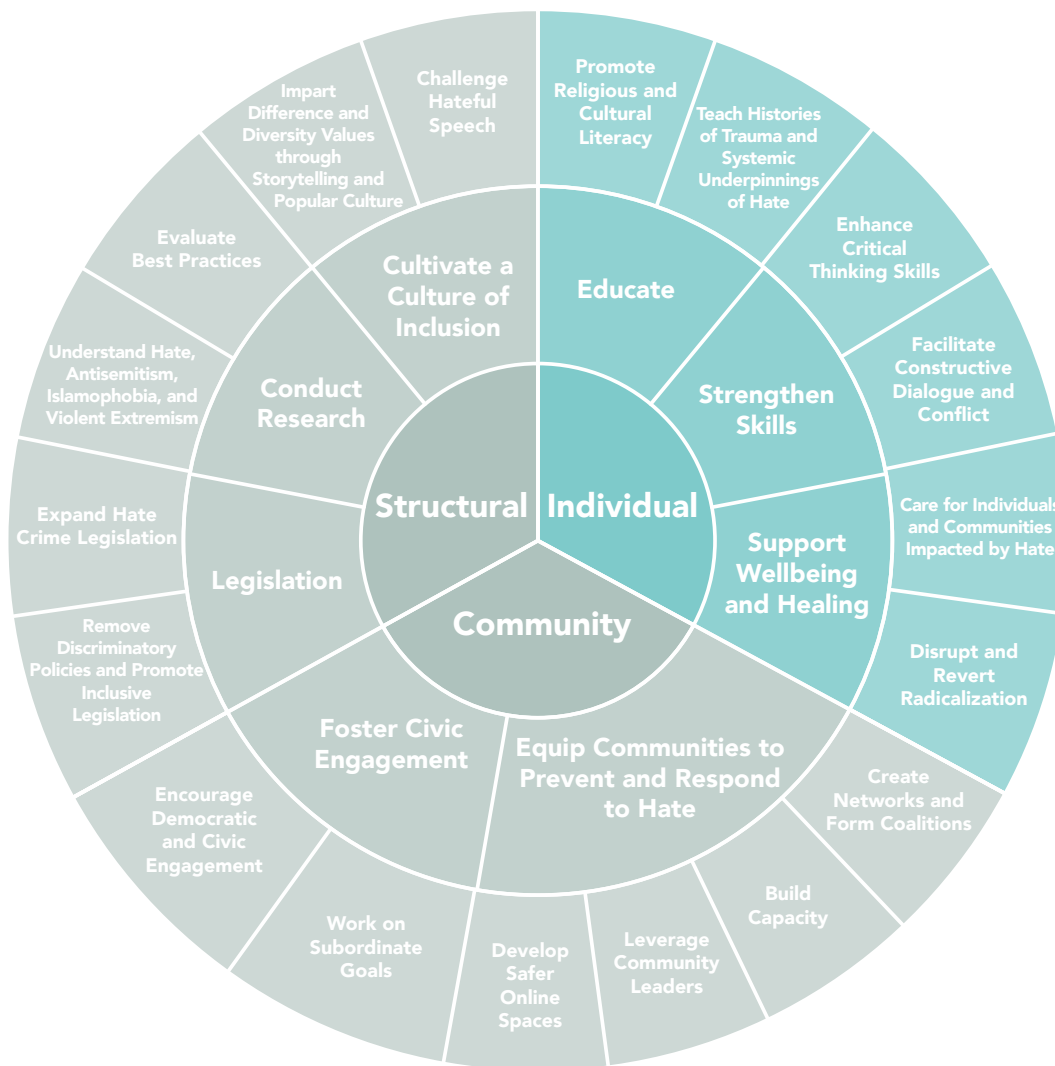 Individual
Educate
Promote
Religious and
Cultural
Literacy
Teach Histories
of Trauma and
Systemic
Underpinnings
of Hate
Strengthen
Skills
Enhance
Critical
Thinking Skills
Facilitate
Constructive
Dialogue and
Conflict
Support
Wellbeing
and Healing
Care for Individuals
and Communities
Impacted by Hate
Disrupt and
Revert
Radicalization
Community
Equip Communities to
Prevent and Respond
to Hate
Create
Networks and
Form Coalitions
Build
Capacity
Leverage
Community
Leaders
Develop
Safer
Online
Spaces
Foster Civic
Engagement
Work on
Subordinate
Goals
Encourage
Democratic
and Civic
Engagement
Structural
Legislation
Remove
Discriminatory
Policies and Promote
Inclusive
Legislation
Expand Hate
Crime Legislation
Conduct
Research
Understand Hate,
Antisemitism,
Islamophobia, and
Violent Extremism
Evaluate
Best Practices
Cultivate a
Culture of
Inclusion
Impart
Difference and
Diversity Values
through
Storytelling and
Popular Culture
Challenge
Hateful
Speech